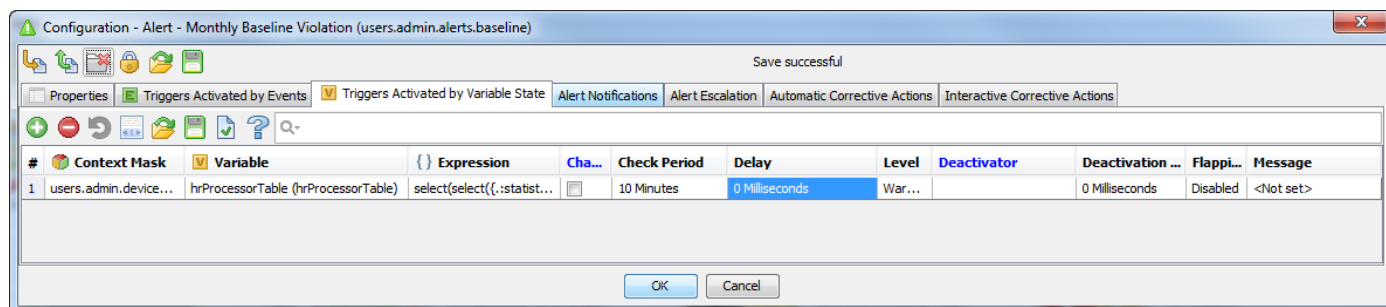 Configuration - Alert - Monthly Baseline Violation (users.admin.alerts.baseline)
Save successful
Properties Triggers Activated by Events Triggers Activated by Variable State Alert Notifications Alert Escalation Automatic Corrective Actions Interactive Corrective Actions
# Context Mask Variable { } Expression Cha... Check Period Delay Level Deactivator Deactivation ... Flappi... Message
1 users.admin.device... hrProcessorTable (hrProcessorTable) select(select({.:statist... 10 Minutes 0 Milliseconds War... 0 Milliseconds Disabled <Not set>
OK Cancel